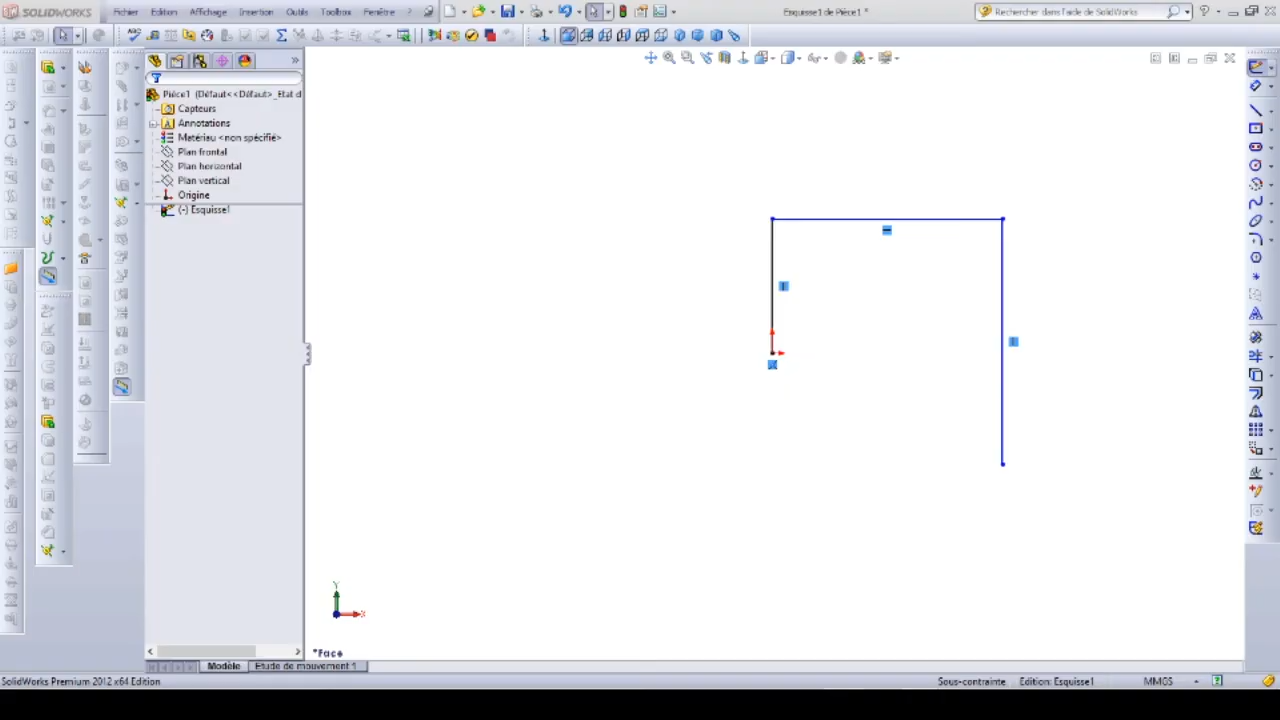 SOLIDWORKS
Fichier Edition Affichage Insertion Outils Toolbox Fenêtre ?
Esquisse1 de Pièce1 *
Rechercher dans l'aide de SolidWorks
Pièce1 (Défaut<<Défaut>_Etat d
Capteurs
Annotations
Matériau <non spécifié>
Plan frontal
Plan horizontal
Plan vertical
Origine
(-) Esquisse1
Y
X
*Face
Modèle
Etude de mouvement 1
SolidWorks Premium 2012 x64 Edition
Sous-contrainte
Edition: Esquisse1
MMGS